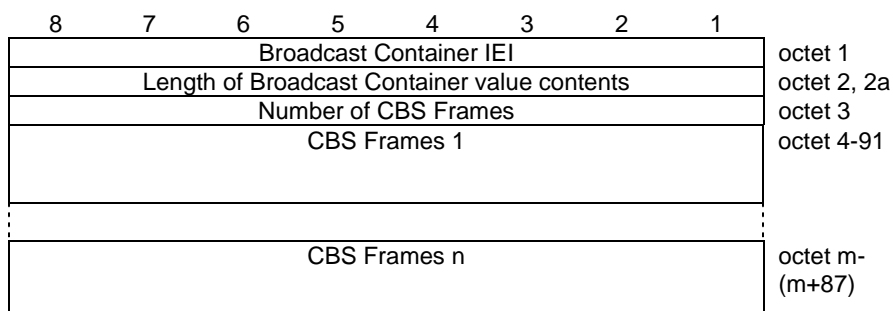 8 7 6 5 4 3 2 1
Broadcast Container IEI octet 1
Length of Broadcast Container value contents octet 2, 2a
Number of CBS Frames octet 3
CBS Frames 1 octet 4-91
CBS Frames n octet m-
(m+87)